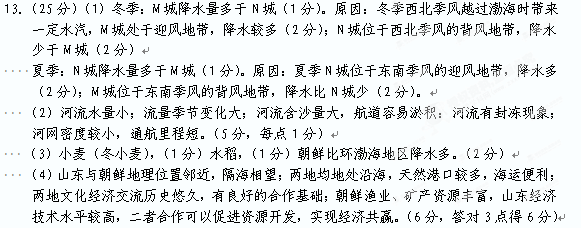 13.（25分）（1）冬季：M城降水量多于N城（1分）。原因：冬季西北季风越过渤海时带来
一定水汽，M城处于迎风地带，降水较多（2分）；N城位于西北季风的背风地带，降水
少于M城（2分）
夏季：N城降水量多于M城（1分）。原因：夏季N城位于东南季风的迎风地带，降水多
（2分）；M城位于东南季风的背风地带，降水比N城少（2分）。
（2）河流水量小；流量季节变化大；河流含沙量大，航道容易淤积；河流有封冻现象；
河网密度较小，通航里程短。（5分，每点1分）
（3）小麦（冬小麦），（1分）水稻，（1分）朝鲜比环渤海地区降水多。（2分）
（4）山东与朝鲜地理位置邻近，隔海相望；两地均地处沿海，天然港口较多，海运便利；
两地文化经济交流历史悠久，有良好的合作基础；朝鲜渔业、矿产资源丰富，山东经济
技术水平较高，二者合作可以促进资源开发，实现经济共赢。（6分，答对3点得6分）